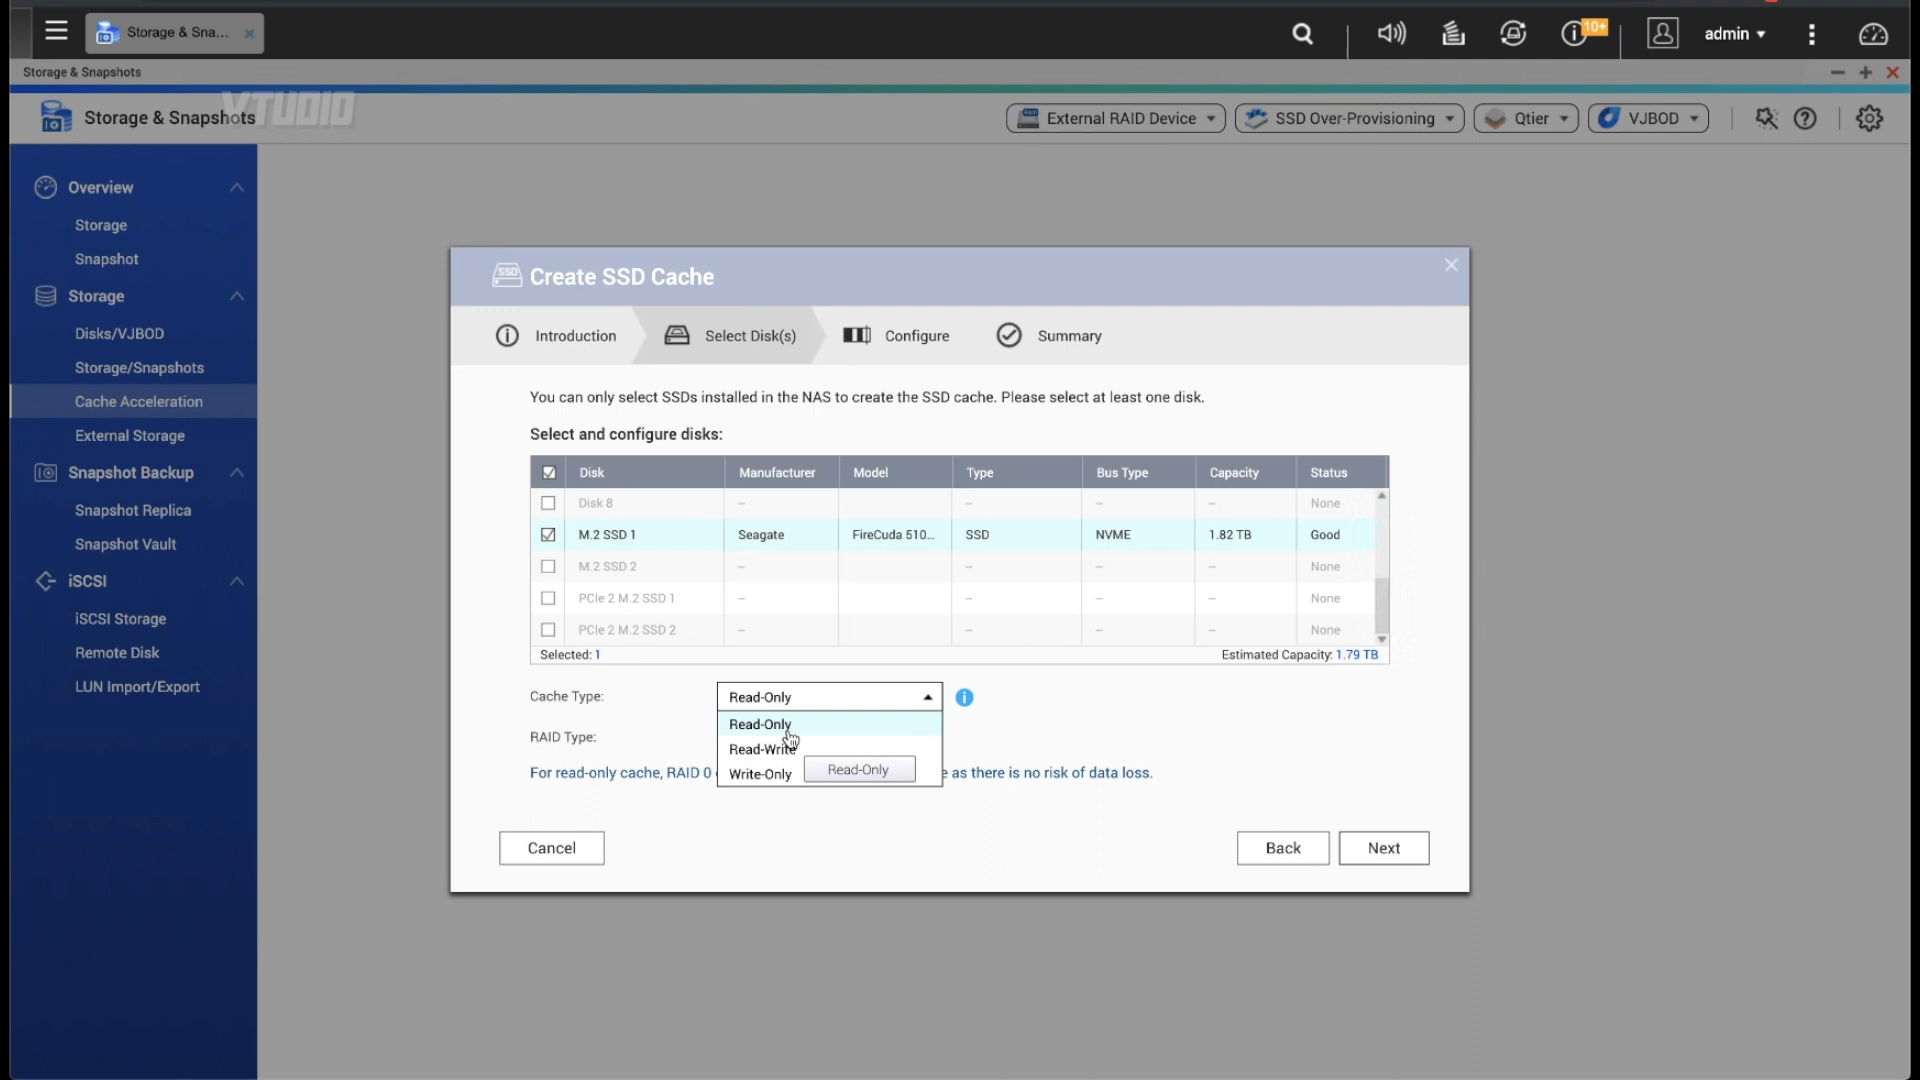 Storage & Sna...
10+
admin
Storage & Snapshots
VTUDIO
Storage & Snapshots
External RAID Device
SSD Over-Provisioning
Qtier
VJBOD
Overview
Storage
Snapshot
Storage
Disks/VJBOD
Storage/Snapshots
Cache Acceleration
External Storage
Snapshot Backup
Snapshot Replica
Snapshot Vault
iSCSI
iSCSI Storage
Remote Disk
LUN Import/Export
SSD Create SSD Cache
Introduction
Select Disk(s)
Configure
Summary
You can only select SSDs installed in the NAS to create the SSD cache. Please select at least one disk.
Select and configure disks:
Disk Manufacturer Model Type Bus Type Capacity Status
Disk 8 – – – – None
M.2 SSD 1 Seagate FireCuda 510... SSD NVME 1.82 TB Good
M.2 SSD 2 – – – – None
PCIe 2 M.2 SSD 1 – – – – None
PCIe 2 M.2 SSD 2 – – – – None
Selected: 1 Estimated Capacity: 1.79 TB
Cache Type: Read-Only
Read-Only
RAID Type:
Read-Write
For read-only cache, RAID 0
Write-Only
Read-Only
e as there is no risk of data loss.
Cancel
Back
Next